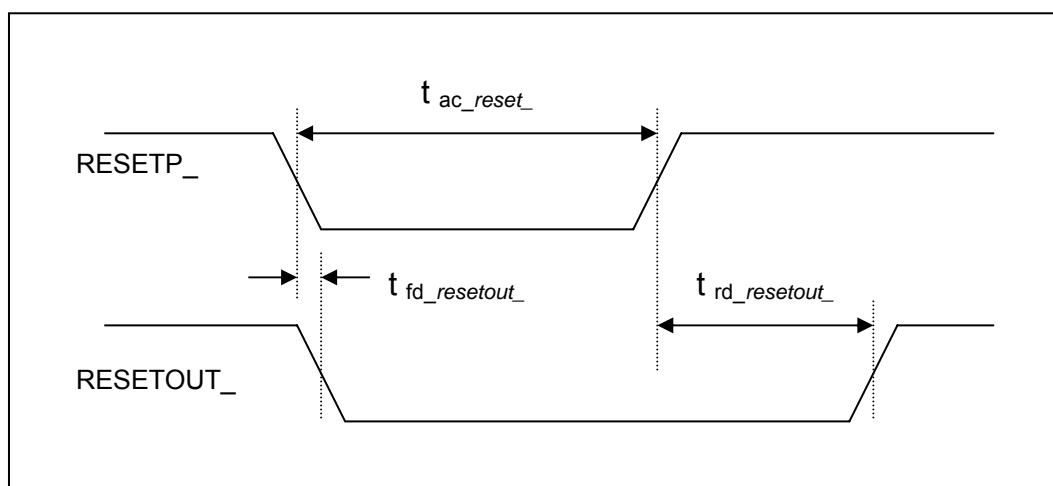 t ac_reset_
RESETP_
t fd_resetout_
t rd_resetout_
RESETOUT_